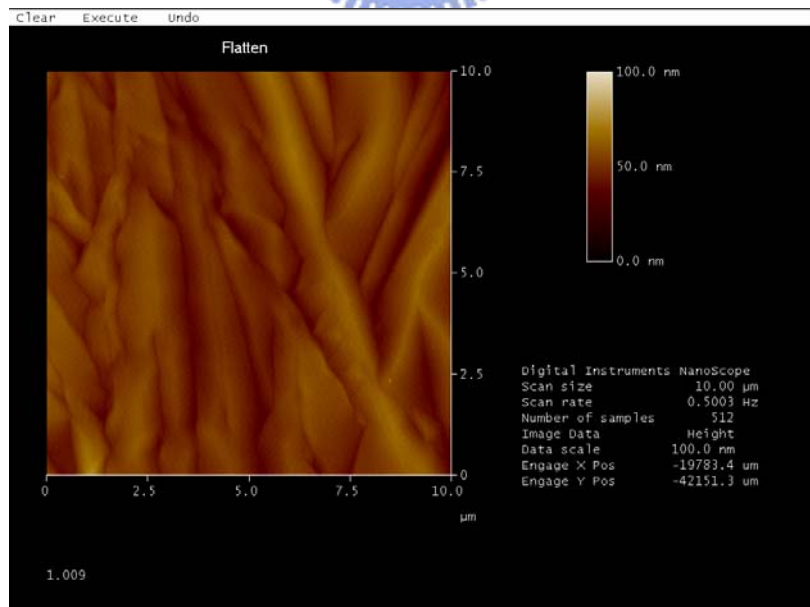 Clear Execute Undo
Flatten
10.0
7.5
5.0
2.5
0
0 2.5 5.0 7.5 10.0
µm
100.0 nm
50.0 nm
0.0 nm
Digital Instruments NanoScope
Scan size 10.00 µm
Scan rate 0.5003 Hz
Number of samples 512
Image Data Height
Data scale 100.0 nm
Engage X Pos -19783.4 um
Engage Y Pos -42151.3 um
1.009